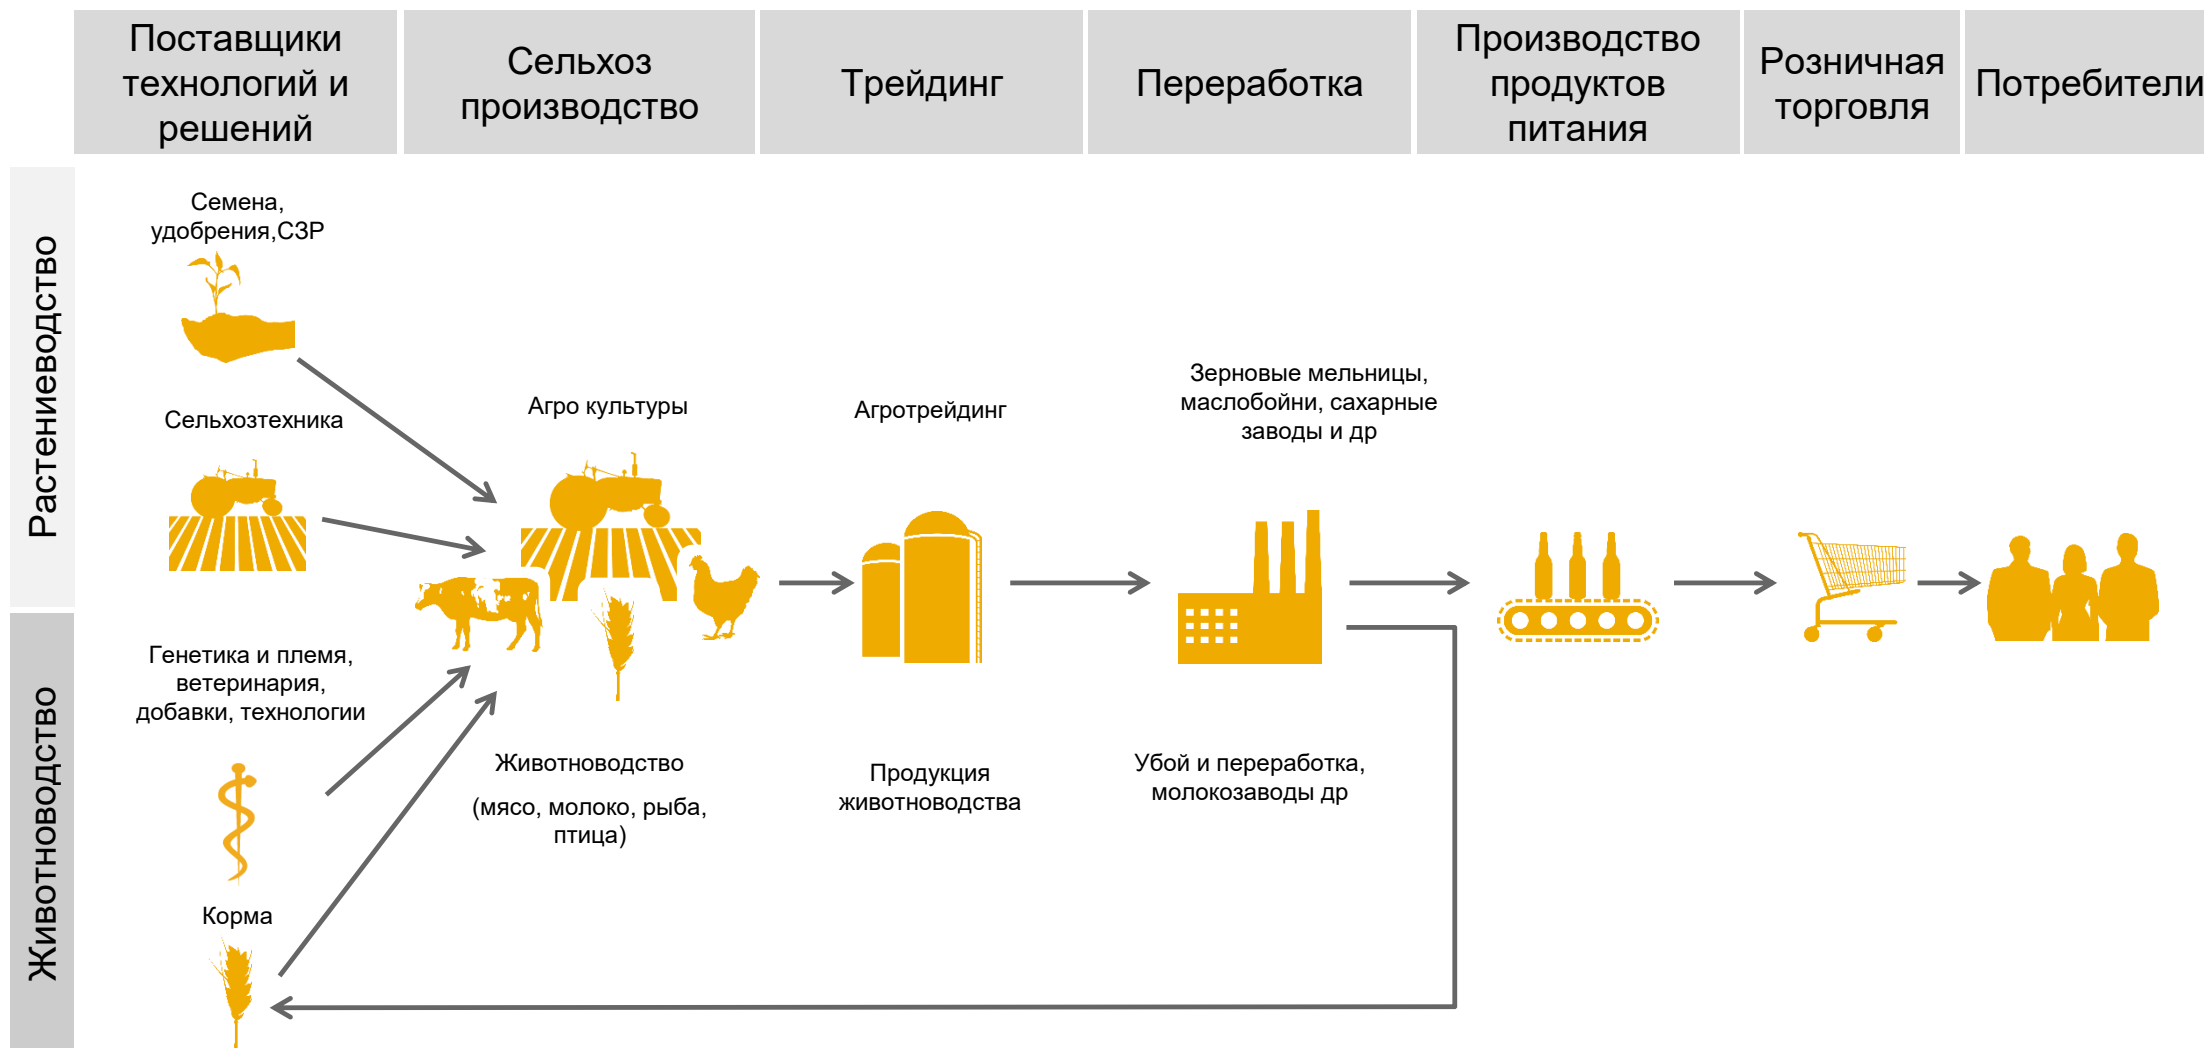 Поставщики
технологий и
решений
Сельхоз
производство
Трейдинг
Переработка
Производство
продуктов
питания
Розничная
торговля
Потребители
Растениеводство
Семена,
удобрения,СЗР
Сельхозтехника
Агро культуры
Агротрейдинг
Зерновые мельницы,
маслобойни, сахарные
заводы и др
Животноводство
Генетика и племя,
ветеринария,
добавки, технологии
Корма
Животноводство
(мясо, молоко, рыба,
птица)
Продукция
животноводства
Убой и переработка,
молокозаводы др